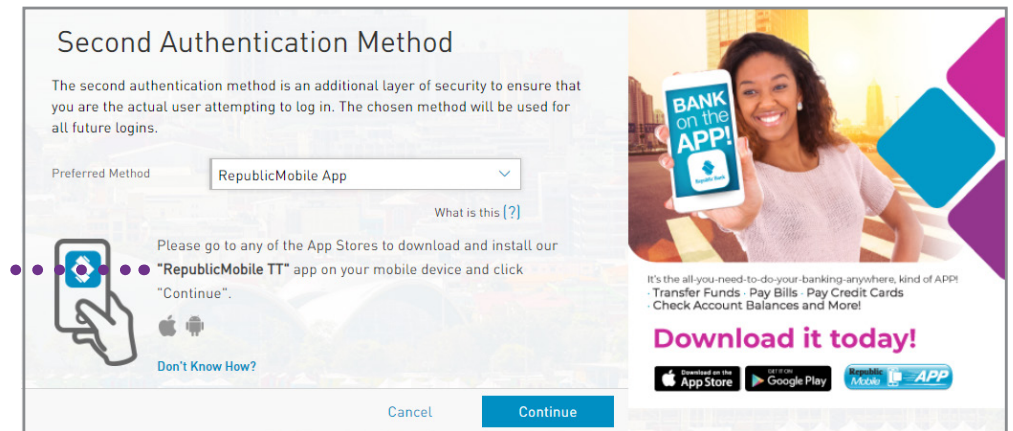 Second Authentication Method
The second authentication method is an additional layer of security to ensure that
you are the actual user attempting to log in. The chosen method will be used for
all future logins.
Preferred Method
RepublicMobile App
What is this [?]
Please go to any of the App Stores to download and install our
"RepublicMobile TT" app on your mobile device and click
"Continue".
Don't Know How?
Cancel
Continue
BANK
on the
APP!
Republic Bank
It's the all-you-need-to-do-your-banking-anywhere, kind of APP!
· Transfer Funds · Pay Bills · Pay Credit Cards
· Check Account Balances and More!
Download it today!
Download on the
App Store
GET IT ON
Google Play
Republic
Mobile
APP